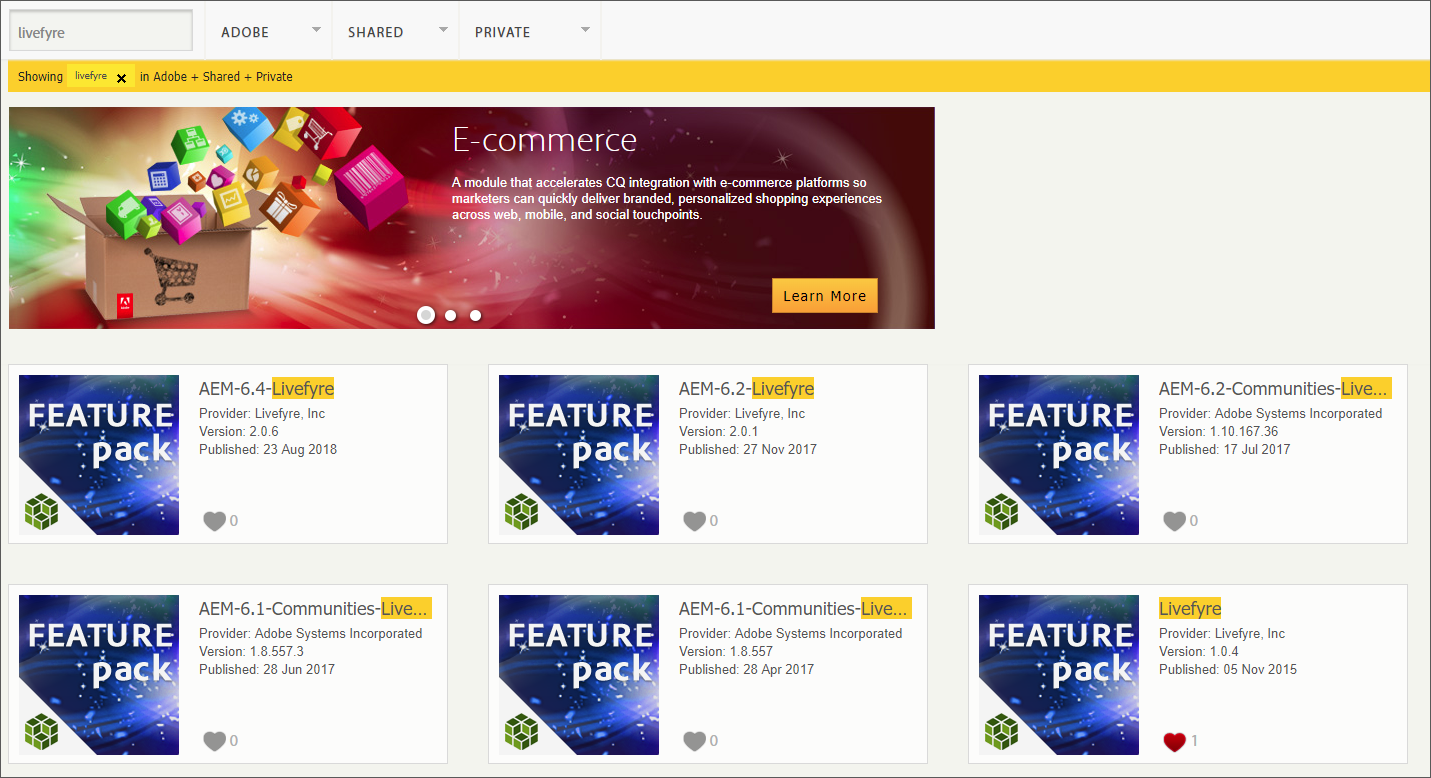 livefyre
ADOBE
SHARED
PRIVATE
Showing livefyre in Adobe + Shared + Private
E-commerce
A module that accelerates CQ integration with e-commerce platforms so
marketers can quickly deliver branded, personalized shopping experiences
across web, mobile, and social touchpoints.
Learn More
FEATURE
pack
AEM-6.4-Livefyre
Provider: Livefyre, Inc
Version: 2.0.6
Published: 23 Aug 2018
0
FEATURE
pack
AEM-6.2-Livefyre
Provider: Livefyre, Inc
Version: 2.0.1
Published: 27 Nov 2017
0
FEATURE
pack
AEM-6.2-Communities-Live...
Provider: Adobe Systems Incorporated
Version: 1.10.167.36
Published: 17 Jul 2017
0
FEATURE
pack
AEM-6.1-Communities-Live...
Provider: Adobe Systems Incorporated
Version: 1.8.557.3
Published: 28 Jun 2017
0
FEATURE
pack
AEM-6.1-Communities-Live...
Provider: Adobe Systems Incorporated
Version: 1.8.557
Published: 28 Apr 2017
0
FEATURE
pack
Livefyre
Provider: Livefyre, Inc
Version: 1.0.4
Published: 05 Nov 2015
1